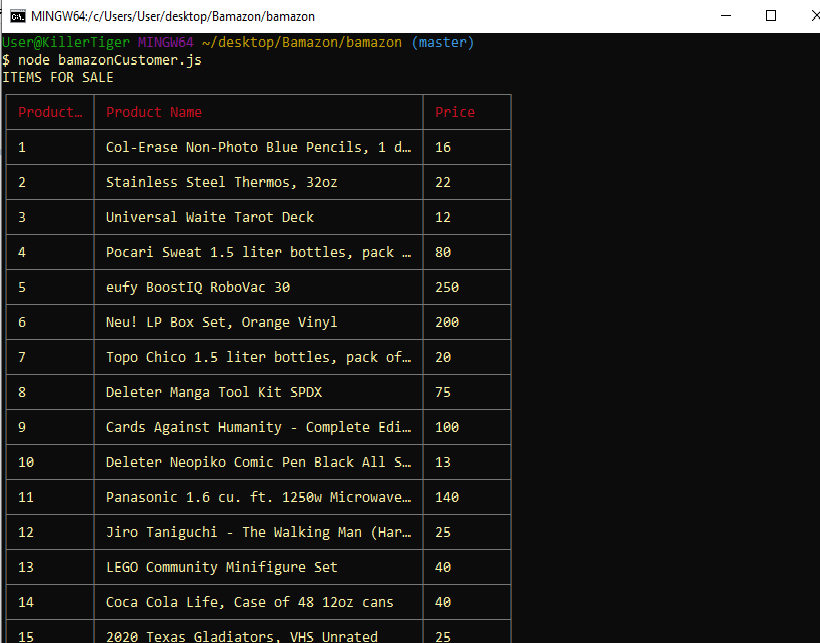 MINGW64:/c/Users/User/desktop/Bamazon/bamazon
User@KillerTiger MINGW64 ~/desktop/Bamazon/bamazon (master)
$ node bamazonCustomer.js
ITEMS FOR SALE
Product… Product Name Price
1 Col-Erase Non-Photo Blue Pencils, 1 d… 16
2 Stainless Steel Thermos, 32oz 22
3 Universal Waite Tarot Deck 12
4 Pocari Sweat 1.5 liter bottles, pack … 80
5 eufy BoostIQ RoboVac 30 250
6 Neu! LP Box Set, Orange Vinyl 200
7 Topo Chico 1.5 liter bottles, pack of… 20
8 Deleter Manga Tool Kit SPDX 75
9 Cards Against Humanity - Complete Edi… 100
10 Deleter Neopiko Comic Pen Black All S… 13
11 Panasonic 1.6 cu. ft. 1250w Microwave… 140
12 Jiro Taniguchi - The Walking Man (Har… 25
13 LEGO Community Minifigure Set 40
14 Coca Cola Life, Case of 48 12oz cans 40
15 2020 Texas Gladiators, VHS Unrated 25